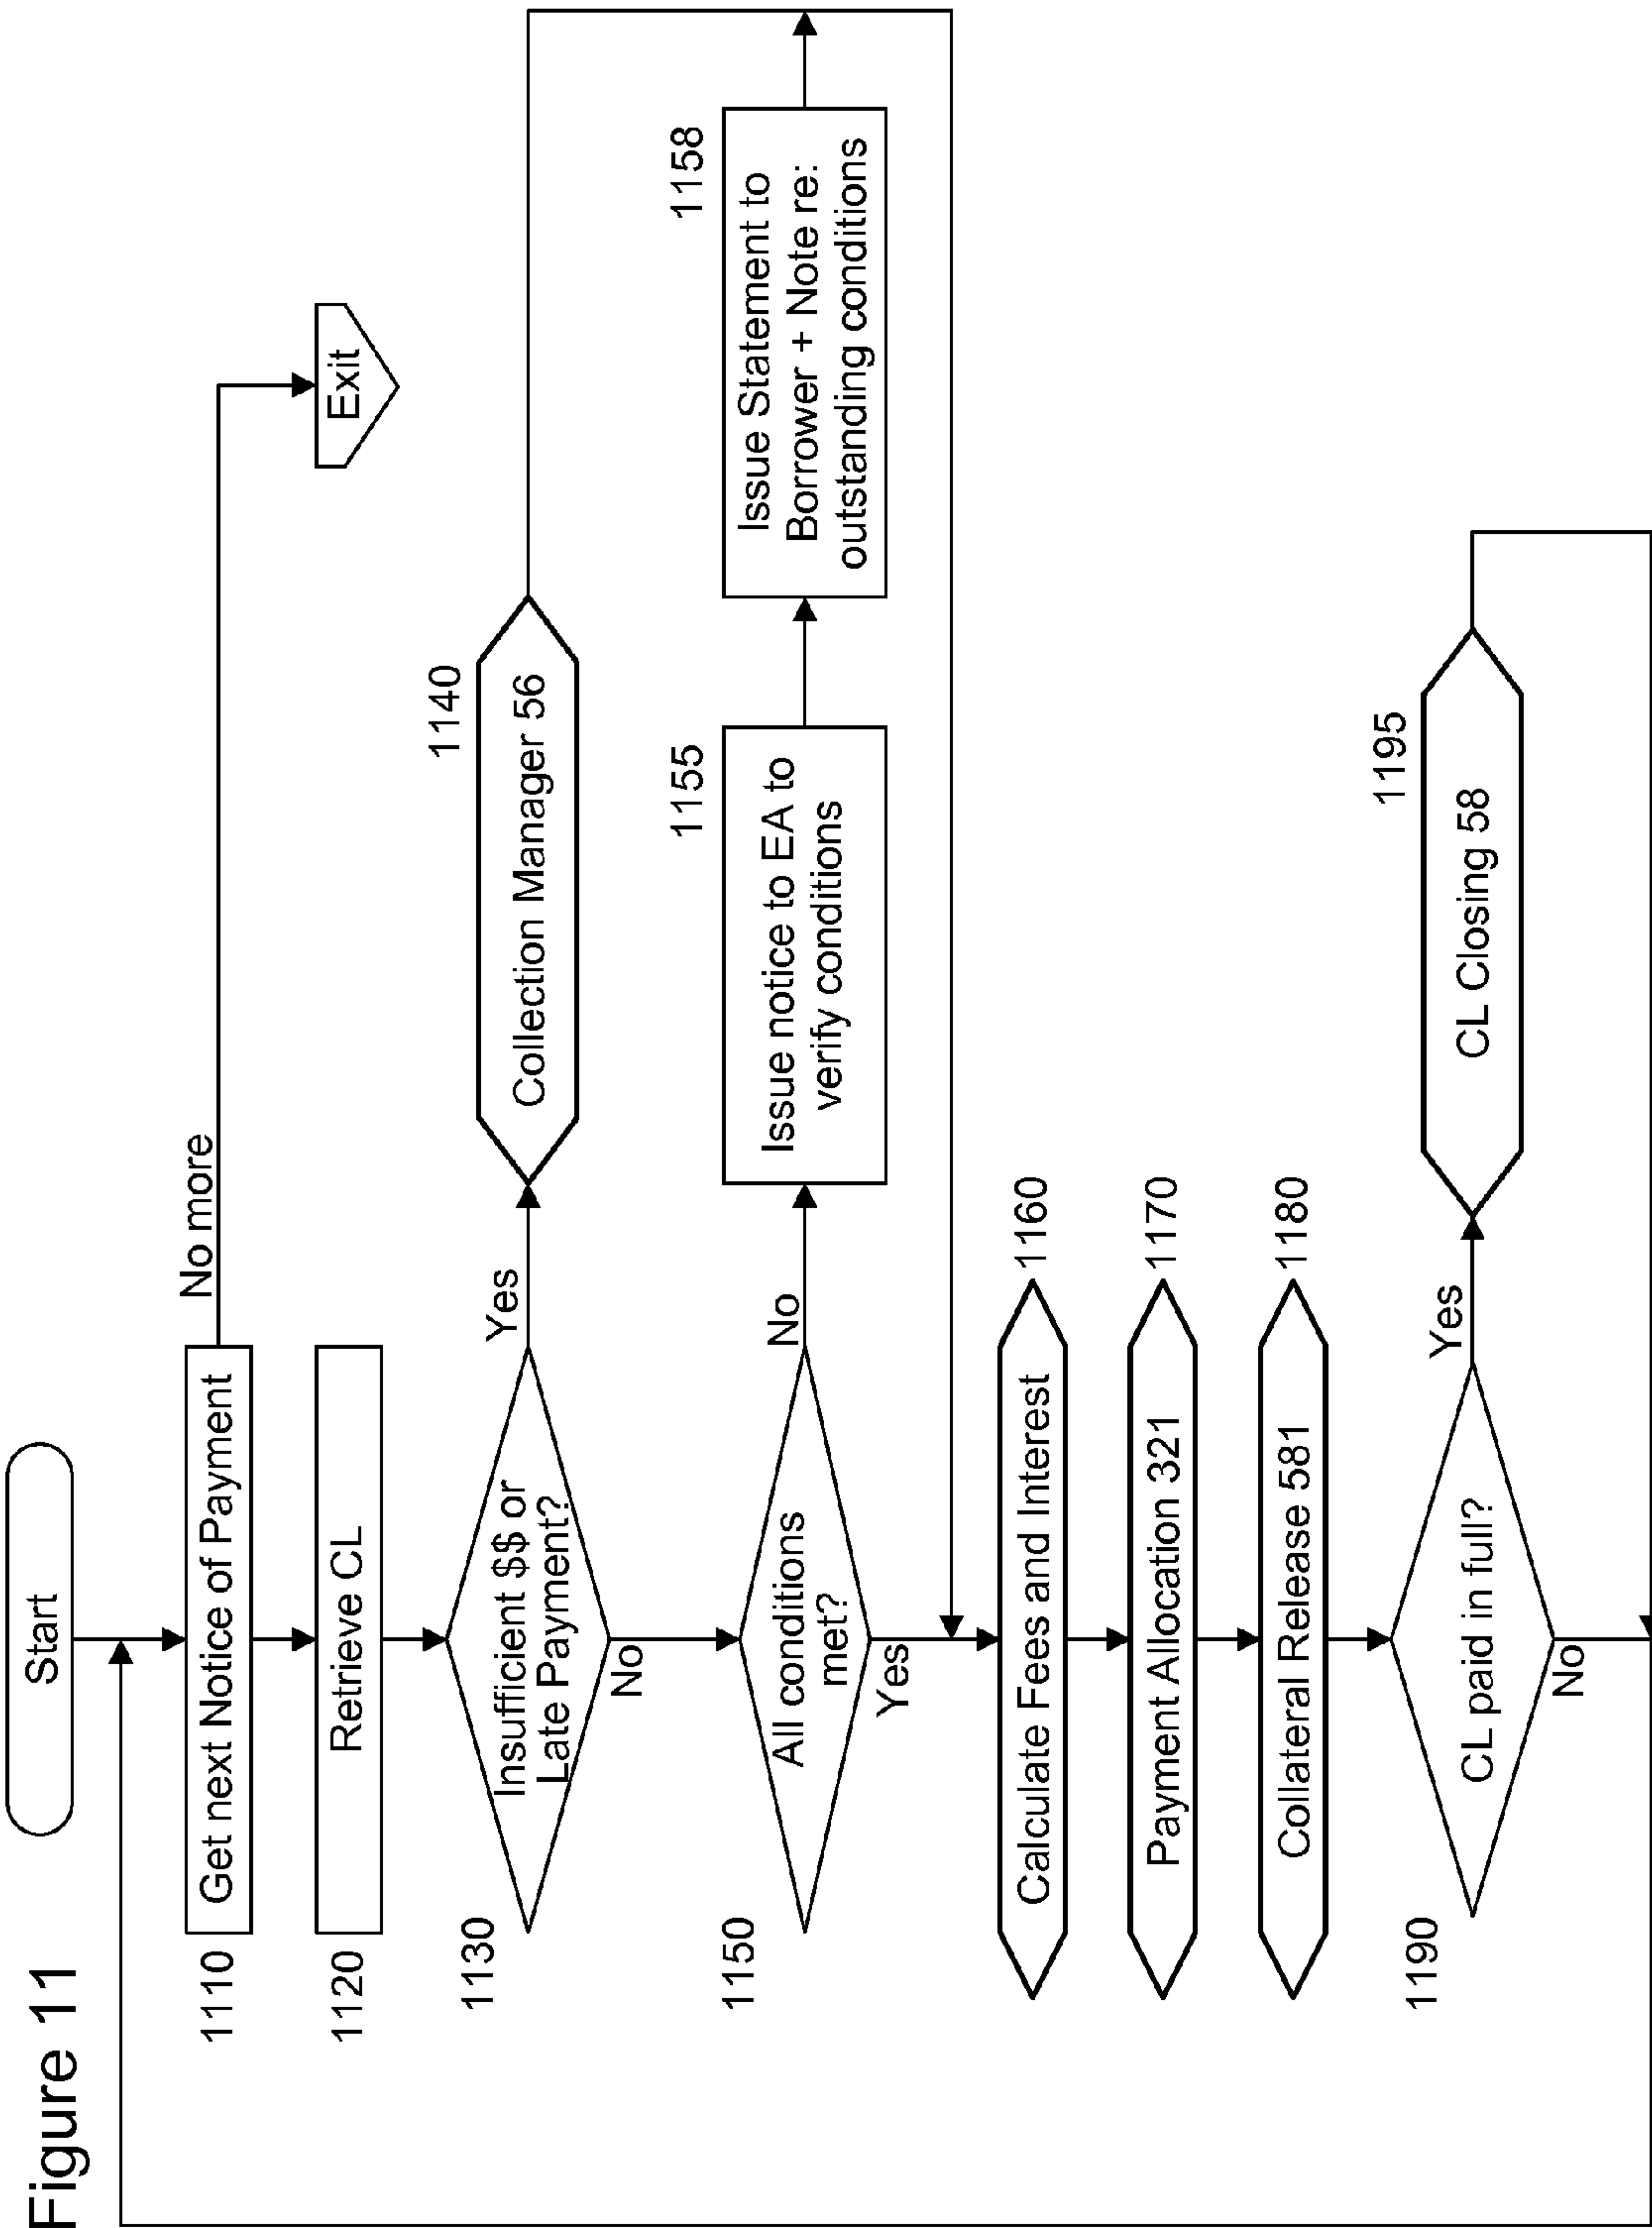 Figure 11
Start
1110
Get next Notice of Payment
No more
Exit
1120
Retrieve CL
1130
Insufficient $$ or
Late Payment?
Yes
No
1140
Collection Manager 56
1150
All conditions
met?
No
Yes
1155
Issue notice to EA to
verify conditions
1158
Issue Statement to
Borrower + Note re:
outstanding conditions
Calculate Fees and Interest
1160
Payment Allocation 321
1170
Collateral Release 581
1180
1190
CL paid in full?
Yes
No
1195
CL Closing 58